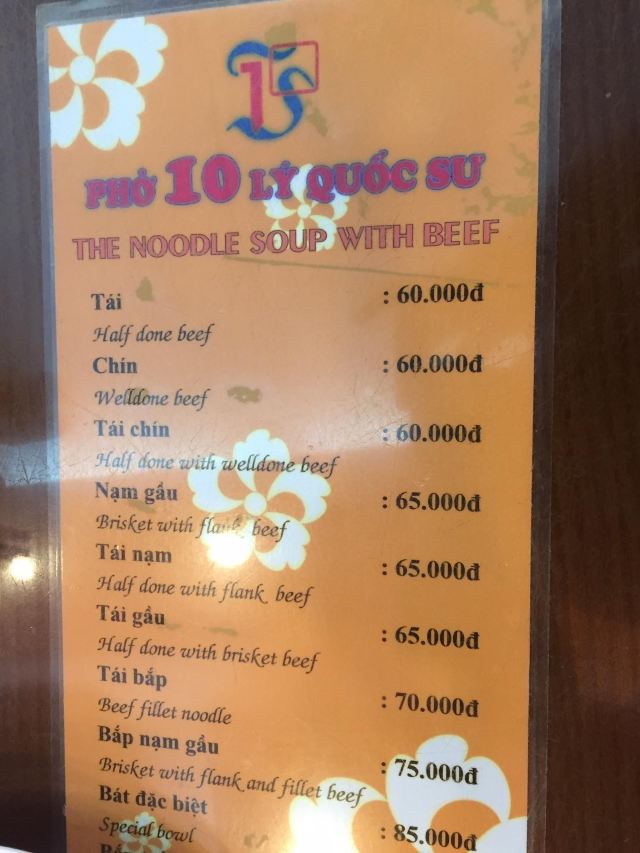 PHỞ 10 LÝ QUỐC SƯ
THE NOODLE SOUP WITH BEEF
Tái : 60.000đ
Half done beef
Chín : 60.000đ
Welldone beef
Tái chín : 60.000đ
Half done with welldone beef
Nạm gầu : 65.000đ
Brisket with flank beef
Tái nạm : 65.000đ
Half done with flank beef
Tái gầu : 65.000đ
Half done with brisket beef
Tái bắp : 70.000đ
Beef fillet noodle
Bắp nạm gầu : 75.000đ
Brisket with flank and fillet beef
Bát đặc biệt : 85.000đ
Special bowl